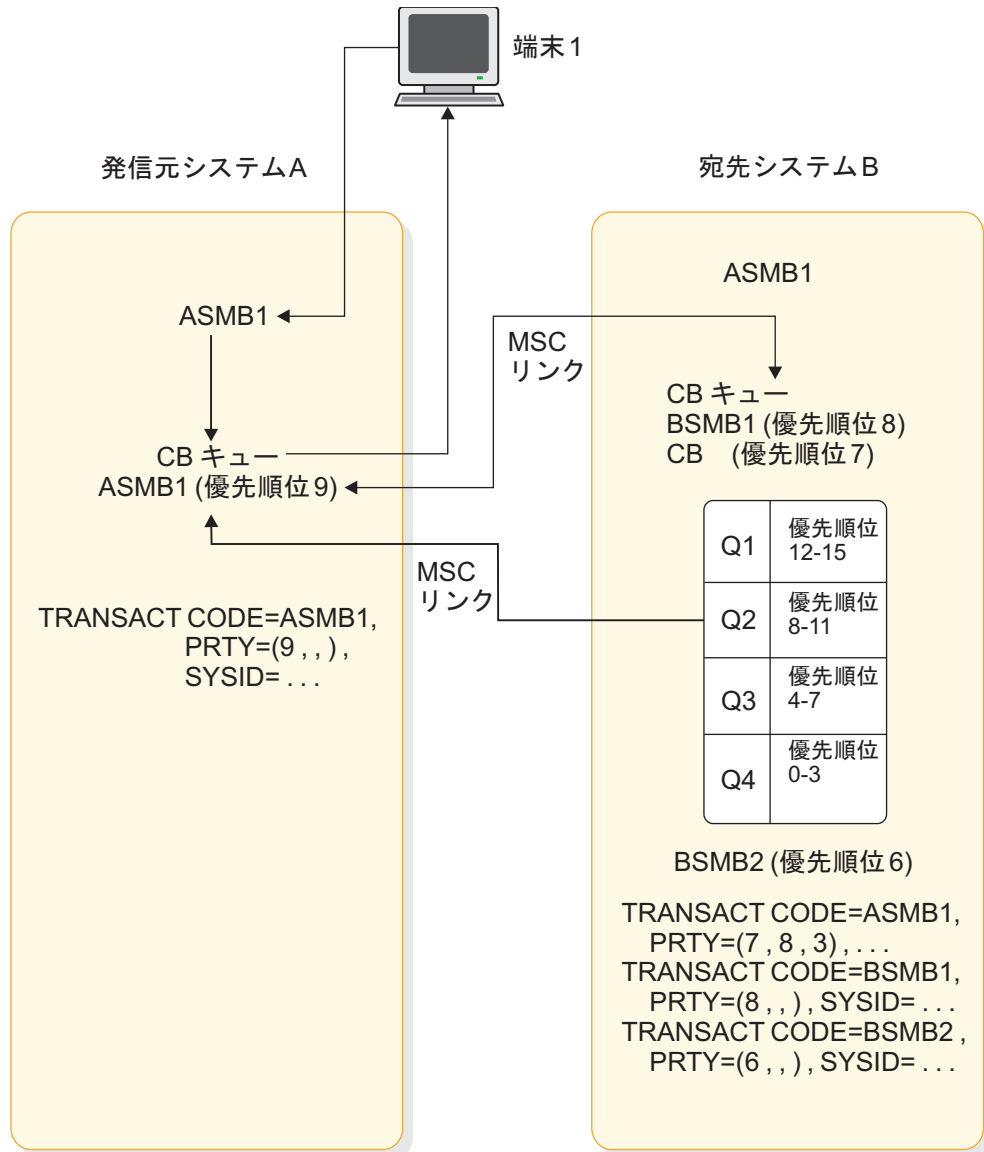 端末1
発信元システムA
宛先システムB
ASMB1
CB キュー
ASMB1 (優先順位9)
TRANSACT CODE=ASMB1,
PRTY=(9 , , ) ,
SYSID= . . .
MSC
リンク
MSC
リンク
ASMB1
CB キュー
BSMB1 (優先順位8)
CB (優先順位7)
Q1
優先順位
12-15
Q2
優先順位
8-11
Q3
優先順位
4-7
Q4
優先順位
0-3
BSMB2 (優先順位6)
TRANSACT CODE=ASMB1,
PRTY=(7 , 8 , 3) , . . .
TRANSACT CODE=BSMB1,
PRTY=(8 , , ) , SYSID= . . .
TRANSACT CODE=BSMB2 ,
PRTY=(6 , , ) , SYSID= . . .